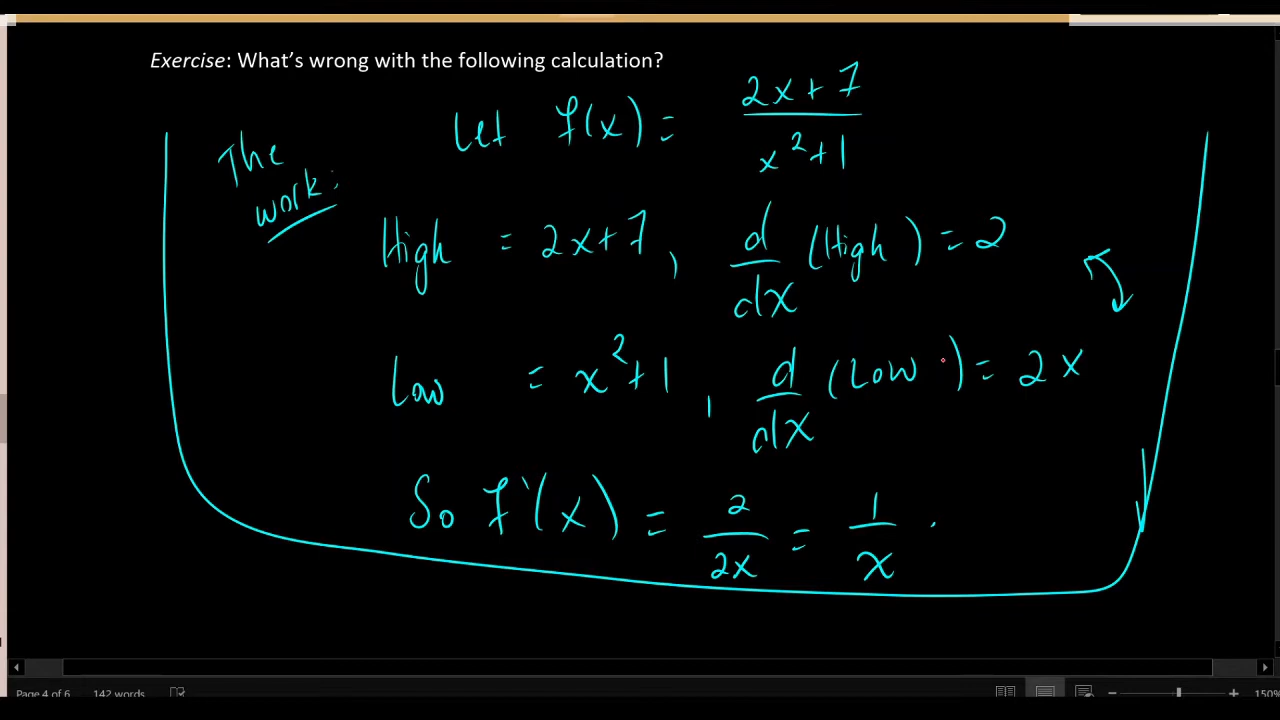 Exercise: What's wrong with the following calculation?
Let f(x) = (2x+7)/(x²+1)
The work:
High = 2x+7, d/dx (High) = 2
Low = x²+1, d/dx (Low) = 2x
So f'(x) = 2/2x = 1/x.
Page 4 of 6 142 words 150%